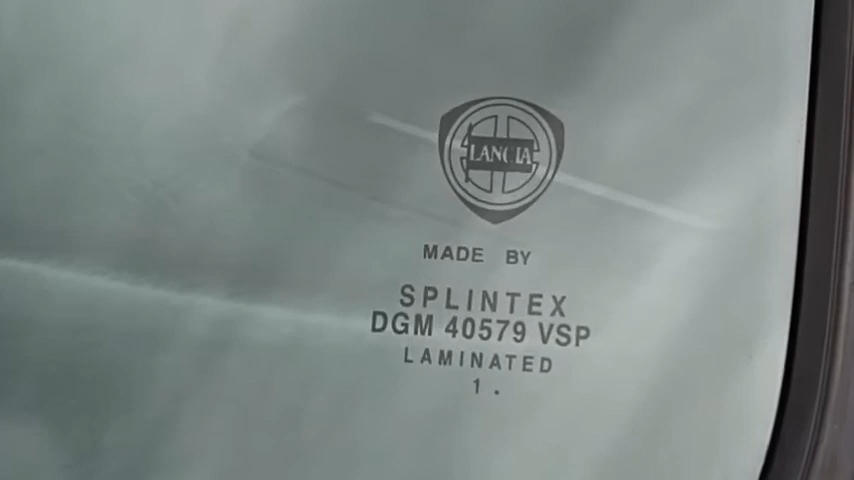 LANCIA
MADE BY
SPLINTEX
DGM 40579 VSP
LAMINATED
1 .